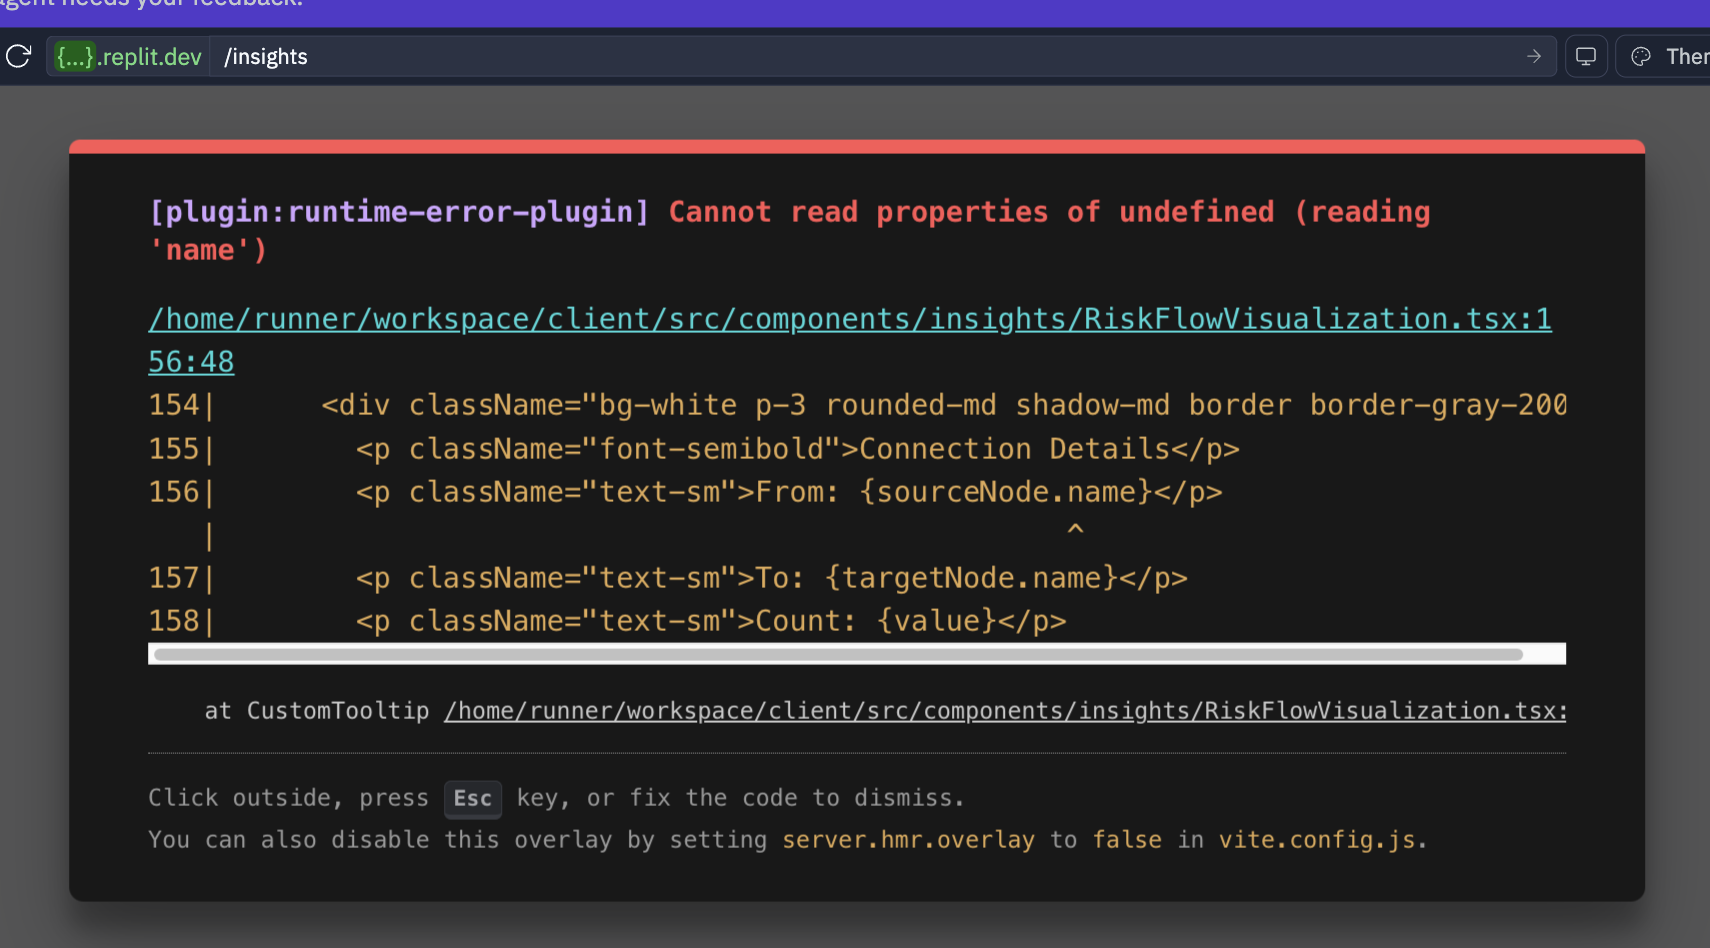 agent needs your feedback.
{...}.replit.dev /insights
[plugin:runtime-error-plugin] Cannot read properties of undefined (reading
'name')
/home/runner/workspace/client/src/components/insights/RiskFlowVisualization.tsx:1
56:48
154|      <div className="bg-white p-3 rounded-md shadow-md border border-gray-200
155|        <p className="font-semibold">Connection Details</p>
156|        <p className="text-sm">From: {sourceNode.name}</p>
   |                                                 ^
157|        <p className="text-sm">To: {targetNode.name}</p>
158|        <p className="text-sm">Count: {value}</p>
at CustomTooltip /home/runner/workspace/client/src/components/insights/RiskFlowVisualization.tsx:
Click outside, press Esc key, or fix the code to dismiss.
You can also disable this overlay by setting server.hmr.overlay to false in vite.config.js.